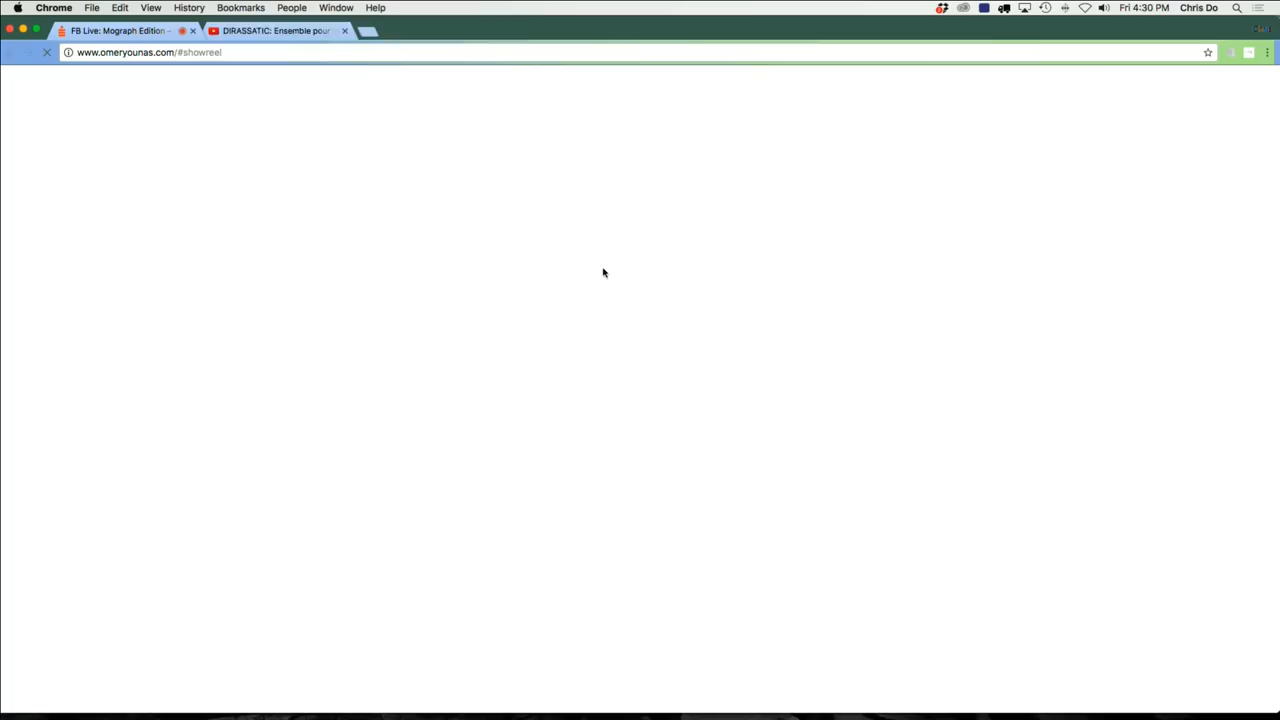 Chrome File Edit View History Bookmarks People Window Help Fri 4:30 PM Chris Do
FB Live: Mograph Edition - DIRASSATIC: Ensemble pour
www.omeryounas.com/#showreel